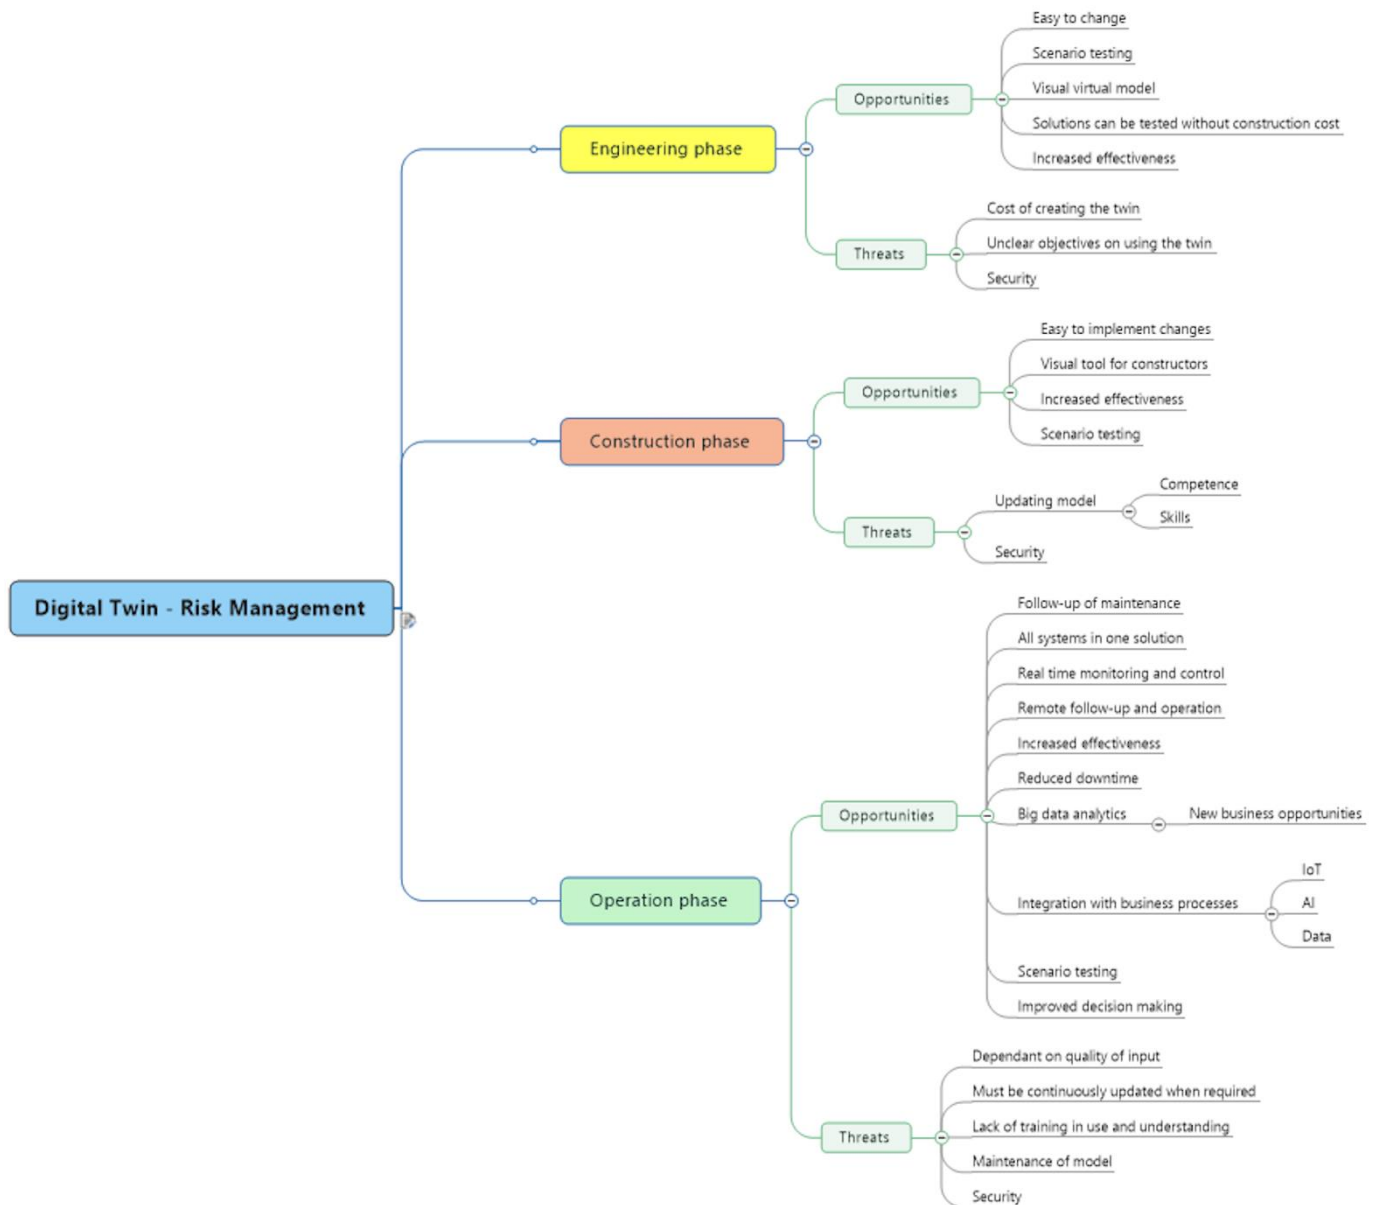 Digital Twin - Risk Management
Engineering phase
Opportunities
Easy to change
Scenario testing
Visual virtual model
Solutions can be tested without construction cost
Increased effectiveness
Threats
Cost of creating the twin
Unclear objectives on using the twin
Security
Construction phase
Opportunities
Easy to implement changes
Visual tool for constructors
Increased effectiveness
Scenario testing
Threats
Updating model
Competence
Skills
Security
Operation phase
Opportunities
Follow-up of maintenance
All systems in one solution
Real time monitoring and control
Remote follow-up and operation
Increased effectiveness
Reduced downtime
Big data analytics
New business opportunities
Integration with business processes
IoT
AI
Data
Scenario testing
Improved decision making
Threats
Dependant on quality of input
Must be continuously updated when required
Lack of training in use and understanding
Maintenance of model
Security